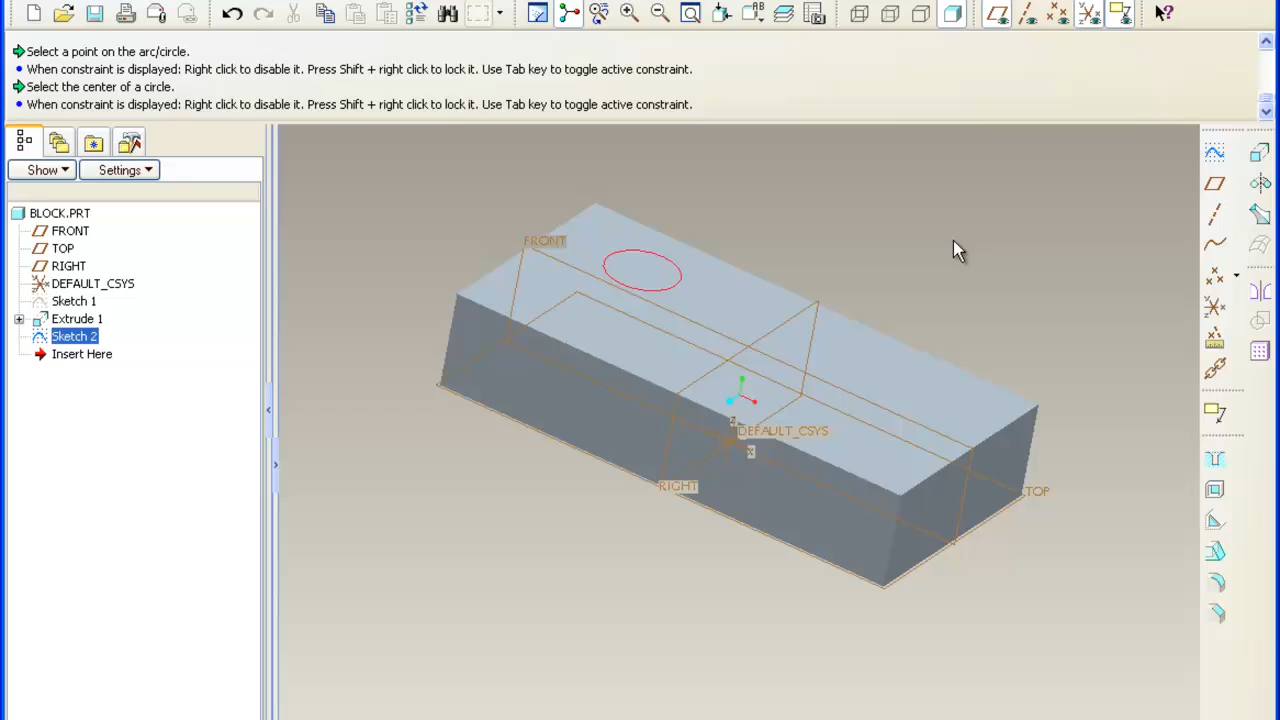 Select a point on the arc/circle.
When constraint is displayed: Right click to disable it. Press Shift + right click to lock it. Use Tab key to toggle active constraint.
Select the center of a circle.
When constraint is displayed: Right click to disable it. Press Shift + right click to lock it. Use Tab key to toggle active constraint.
Show
Settings
BLOCK.PRT
FRONT
TOP
RIGHT
DEFAULT_CSYS
Sketch 1
Extrude 1
Sketch 2
Insert Here
FRONT
Z
DEFAULT_CSYS
X
RIGHT
TOP